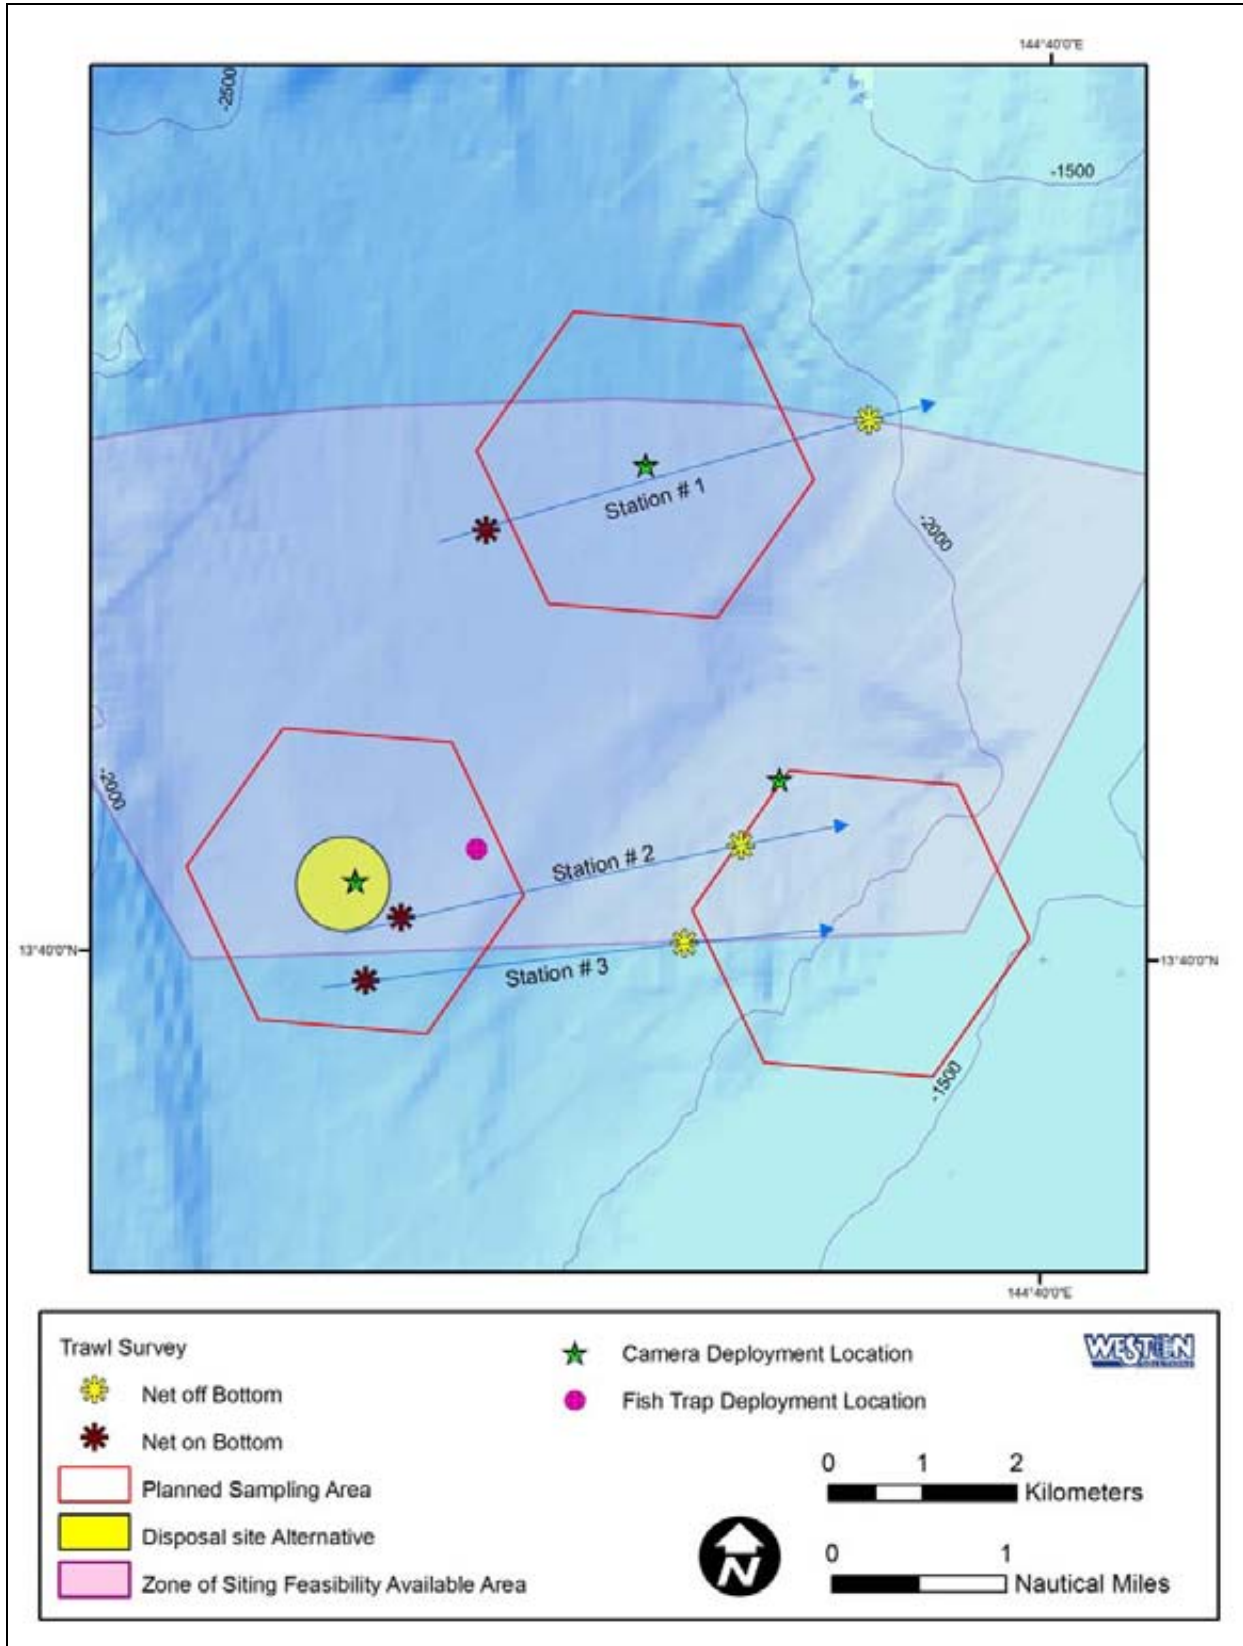 144°40'0"E
-2500
-1500
Station # 1
-2000
-2000
Station # 2
13°40'0"N
Station # 3
13°40'0"N
-1500
144°40'0"E
Trawl Survey
Net off Bottom
Net on Bottom
Planned Sampling Area
Disposal site Alternative
Zone of Siting Feasibility Available Area
Camera Deployment Location
Fish Trap Deployment Location
WESTON
SOLUTIONS
0 1 2
Kilometers
N
0 1
Nautical Miles